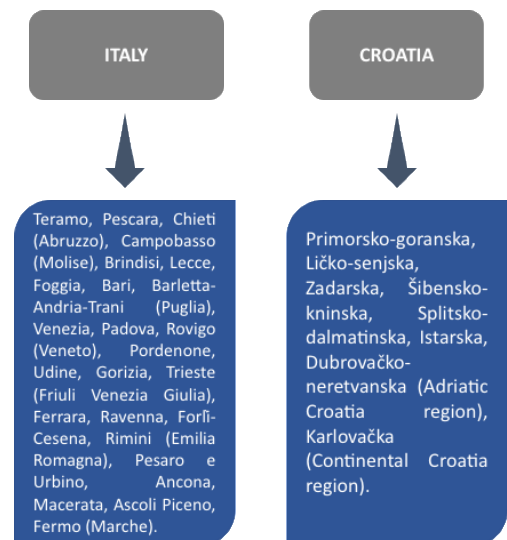 ITALY
Teramo, Pescara, Chieti
(Abruzzo), Campobasso
(Molise), Brindisi, Lecce,
Foggia, Bari, Barletta-
Andria-Trani (Puglia),
Venezia, Padova, Rovigo
(Veneto), Pordenone,
Udine, Gorizia, Trieste
(Friuli Venezia Giulia),
Ferrara, Ravenna, Forlì-
Cesena, Rimini (Emilia
Romagna), Pesaro e
Urbino, Ancona,
Macerata, Ascoli Piceno,
Fermo (Marche).
CROATIA
Primorsko-goranska,
Ličko-senjska,
Zadarska, Šibensko-
kninska, Splitsko-
dalmatinska, Istarska,
Dubrovačko-
neretvanska (Adriatic
Croatia region),
Karlovačka
(Continental Croatia
region).